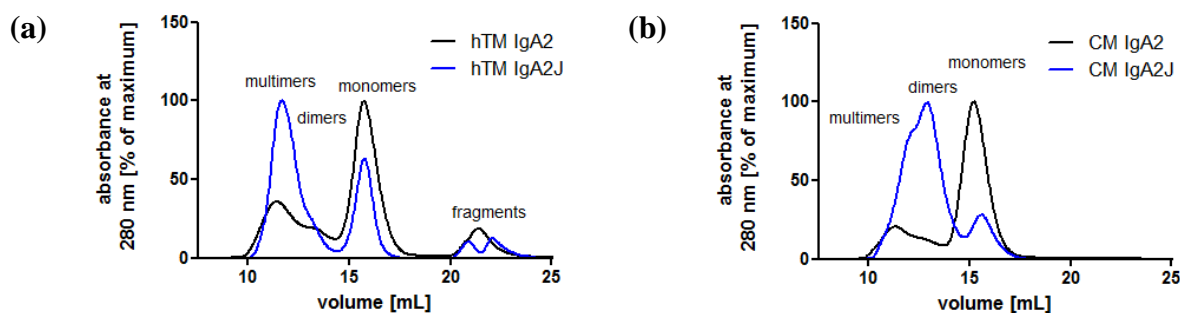 (a)
absorbance at
280 nm [% of maximum]
150
100
50
0
hTM IgA2
hTM IgA2J
multimers
monomers
dimers
fragments
10
15
20
25
volume [mL]
(b)
absorbance at
280 nm [% of maximum]
150
100
50
0
CM IgA2
CM IgA2J
monomers
dimers
multimers
10
15
20
25
volume [mL]